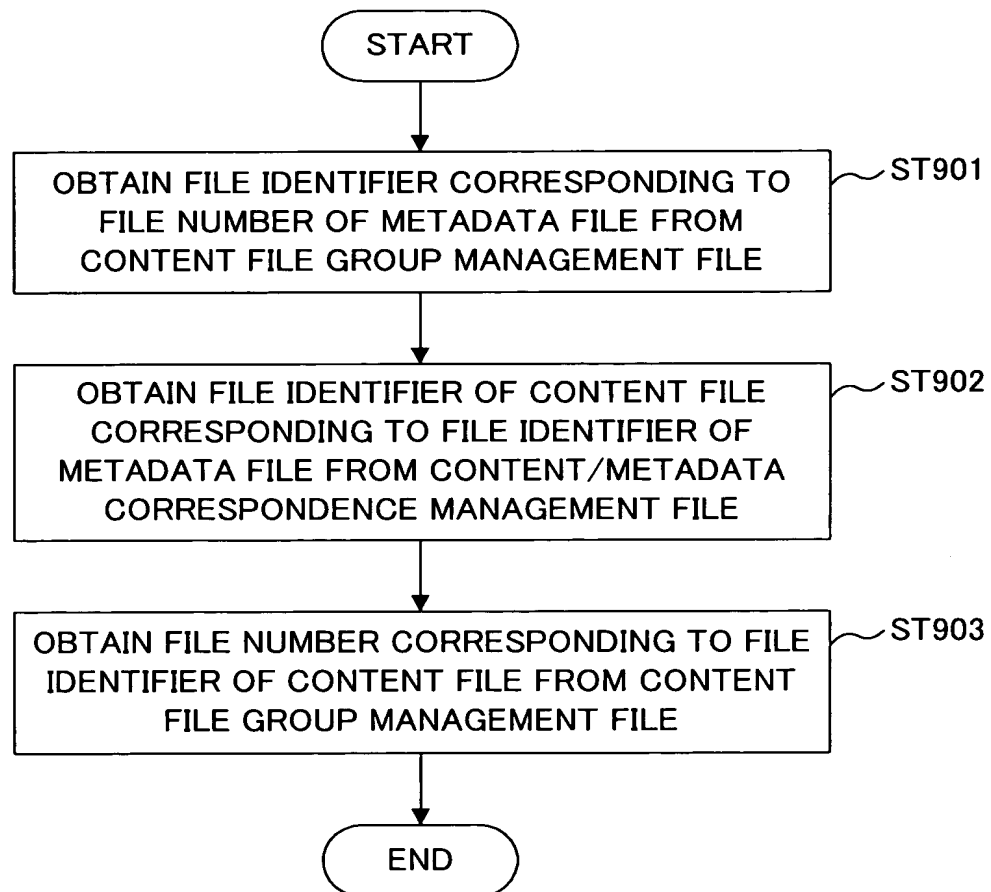 START
OBTAIN FILE IDENTIFIER CORRESPONDING TO
FILE NUMBER OF METADATA FILE FROM
CONTENT FILE GROUP MANAGEMENT FILE
ST901
OBTAIN FILE IDENTIFIER OF CONTENT FILE
CORRESPONDING TO FILE IDENTIFIER OF
METADATA FILE FROM CONTENT/METADATA
CORRESPONDENCE MANAGEMENT FILE
ST902
OBTAIN FILE NUMBER CORRESPONDING TO FILE
IDENTIFIER OF CONTENT FILE FROM CONTENT
FILE GROUP MANAGEMENT FILE
ST903
END